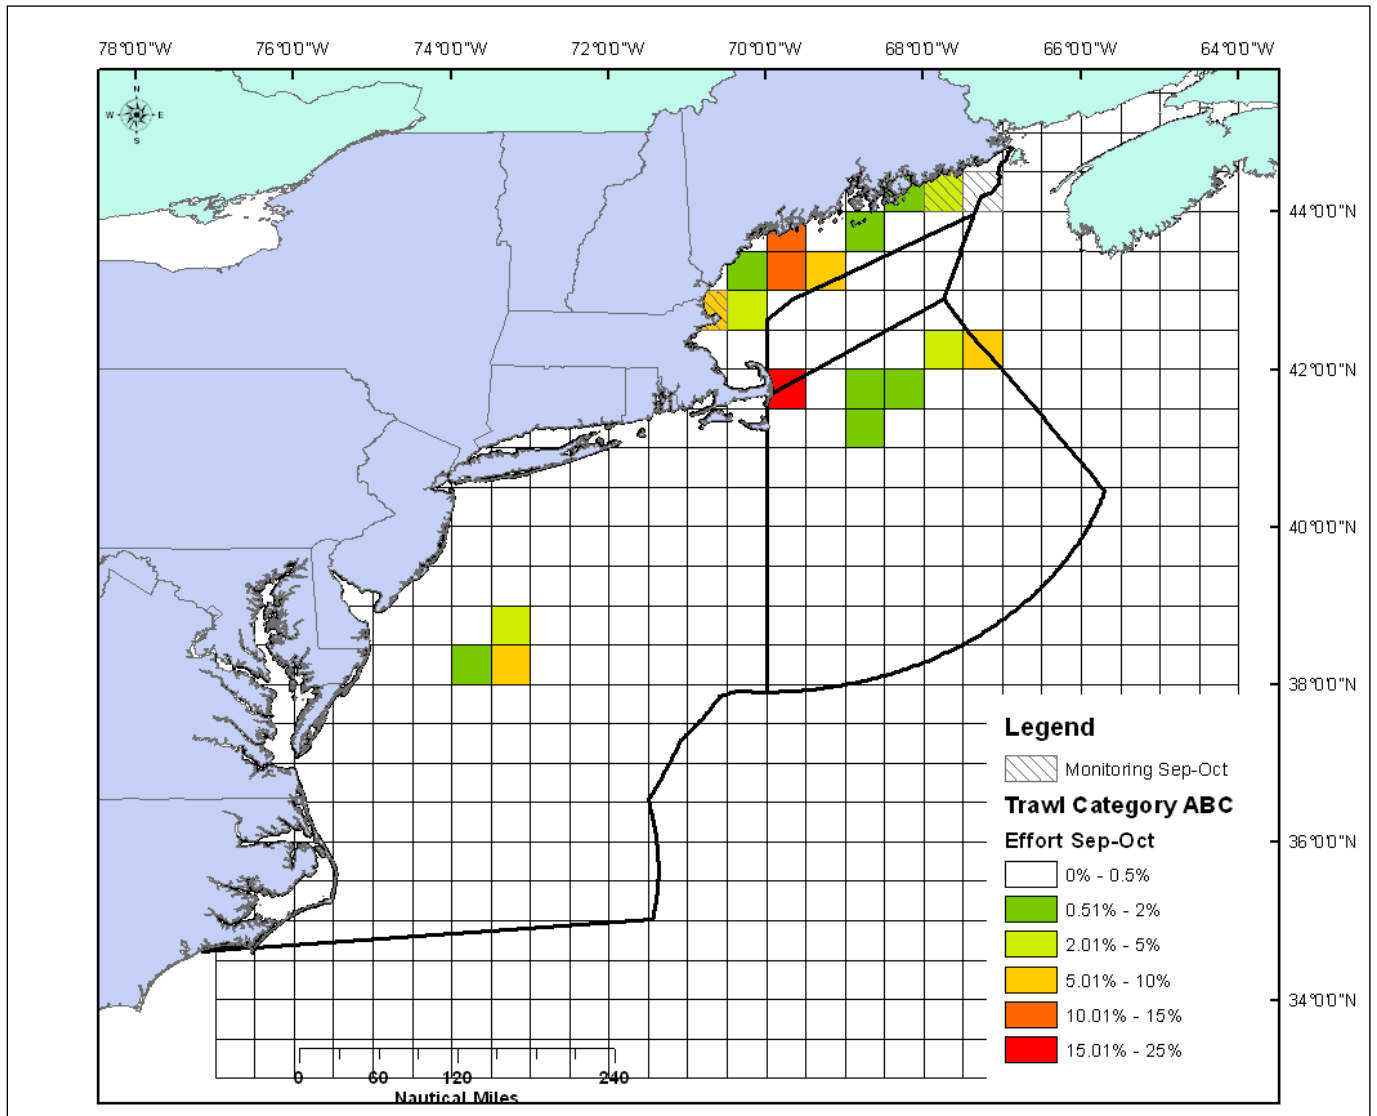 78°0'0"W 76°0'0"W 74°0'0"W 72°0'0"W 70°0'0"W 68°0'0"W 66°0'0"W 64°0'0"W
N
W E
S
44°0'0"N
42°0'0"N
40°0'0"N
38°0'0"N
36°0'0"N
34°0'0"N
Legend
Monitoring Sep-Oct
Trawl Category ABC
Effort Sep-Oct
0% - 0.5%
0.51% - 2%
2.01% - 5%
5.01% - 10%
10.01% - 15%
15.01% - 25%
0 60 120 240
Nautical Miles